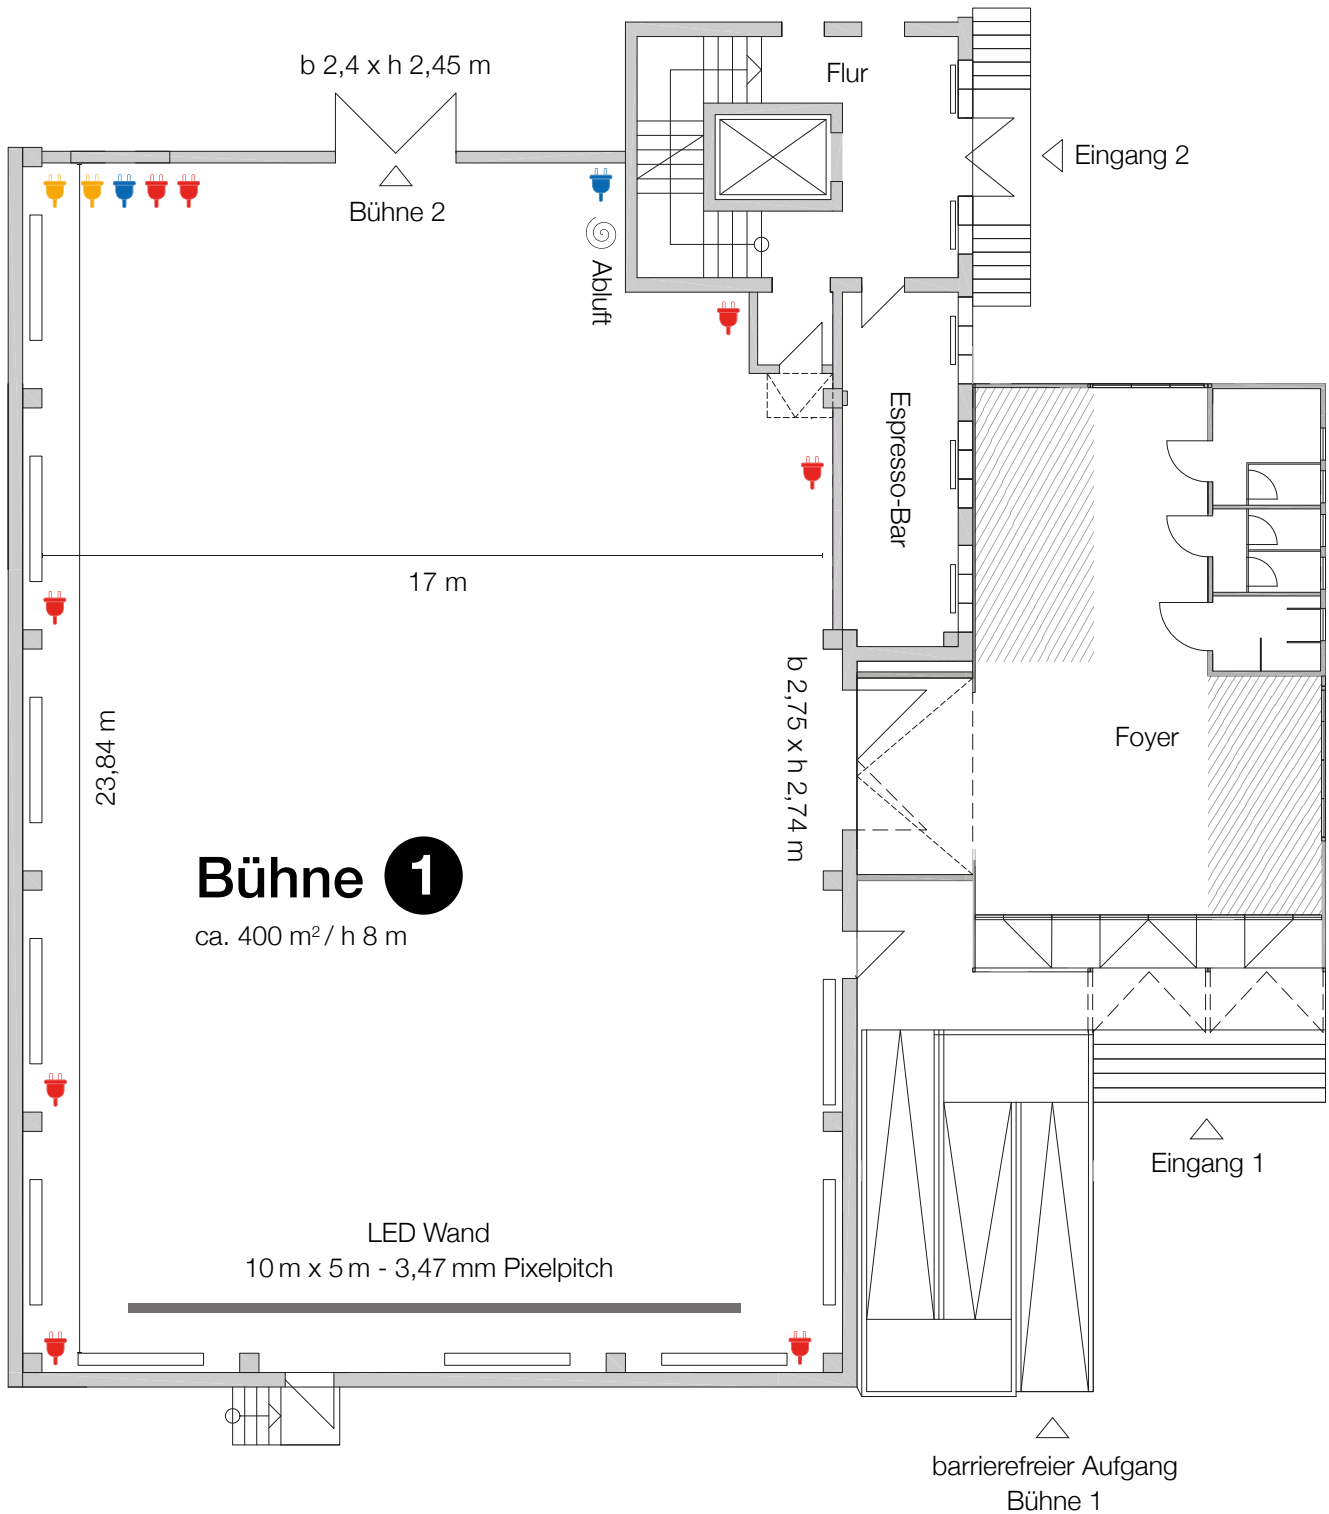 b 2,4 x h 2,45 m
Flur
Eingang 2
Bühne 2
Abluft
Espresso-Bar
17 m
b 2,75 x h 2,74 m
23,84 m
Foyer
Bühne 1
ca. 400 m² / h 8 m
Eingang 1
LED Wand
10 m x 5 m - 3,47 mm Pixelpitch
barrierefreier Aufgang
Bühne 1